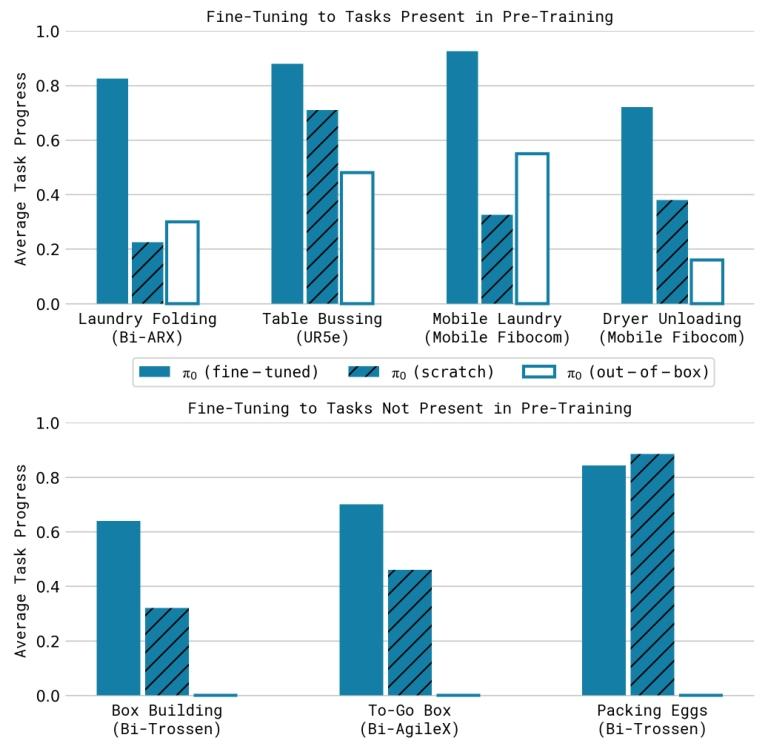 Fine-Tuning to Tasks Present in Pre-Training
Average Task Progress
1.0
0.8
0.6
0.4
0.2
0.0
Laundry Folding
(Bi-ARX)
Table Bussing
(UR5e)
Mobile Laundry
(Mobile Fibocom)
Dryer Unloading
(Mobile Fibocom)
π₀ (fine-tuned)
π₀ (scratch)
π₀ (out-of-box)
Fine-Tuning to Tasks Not Present in Pre-Training
Average Task Progress
1.0
0.8
0.6
0.4
0.2
0.0
Box Building
(Bi-Trossen)
To-Go Box
(Bi-AgileX)
Packing Eggs
(Bi-Trossen)